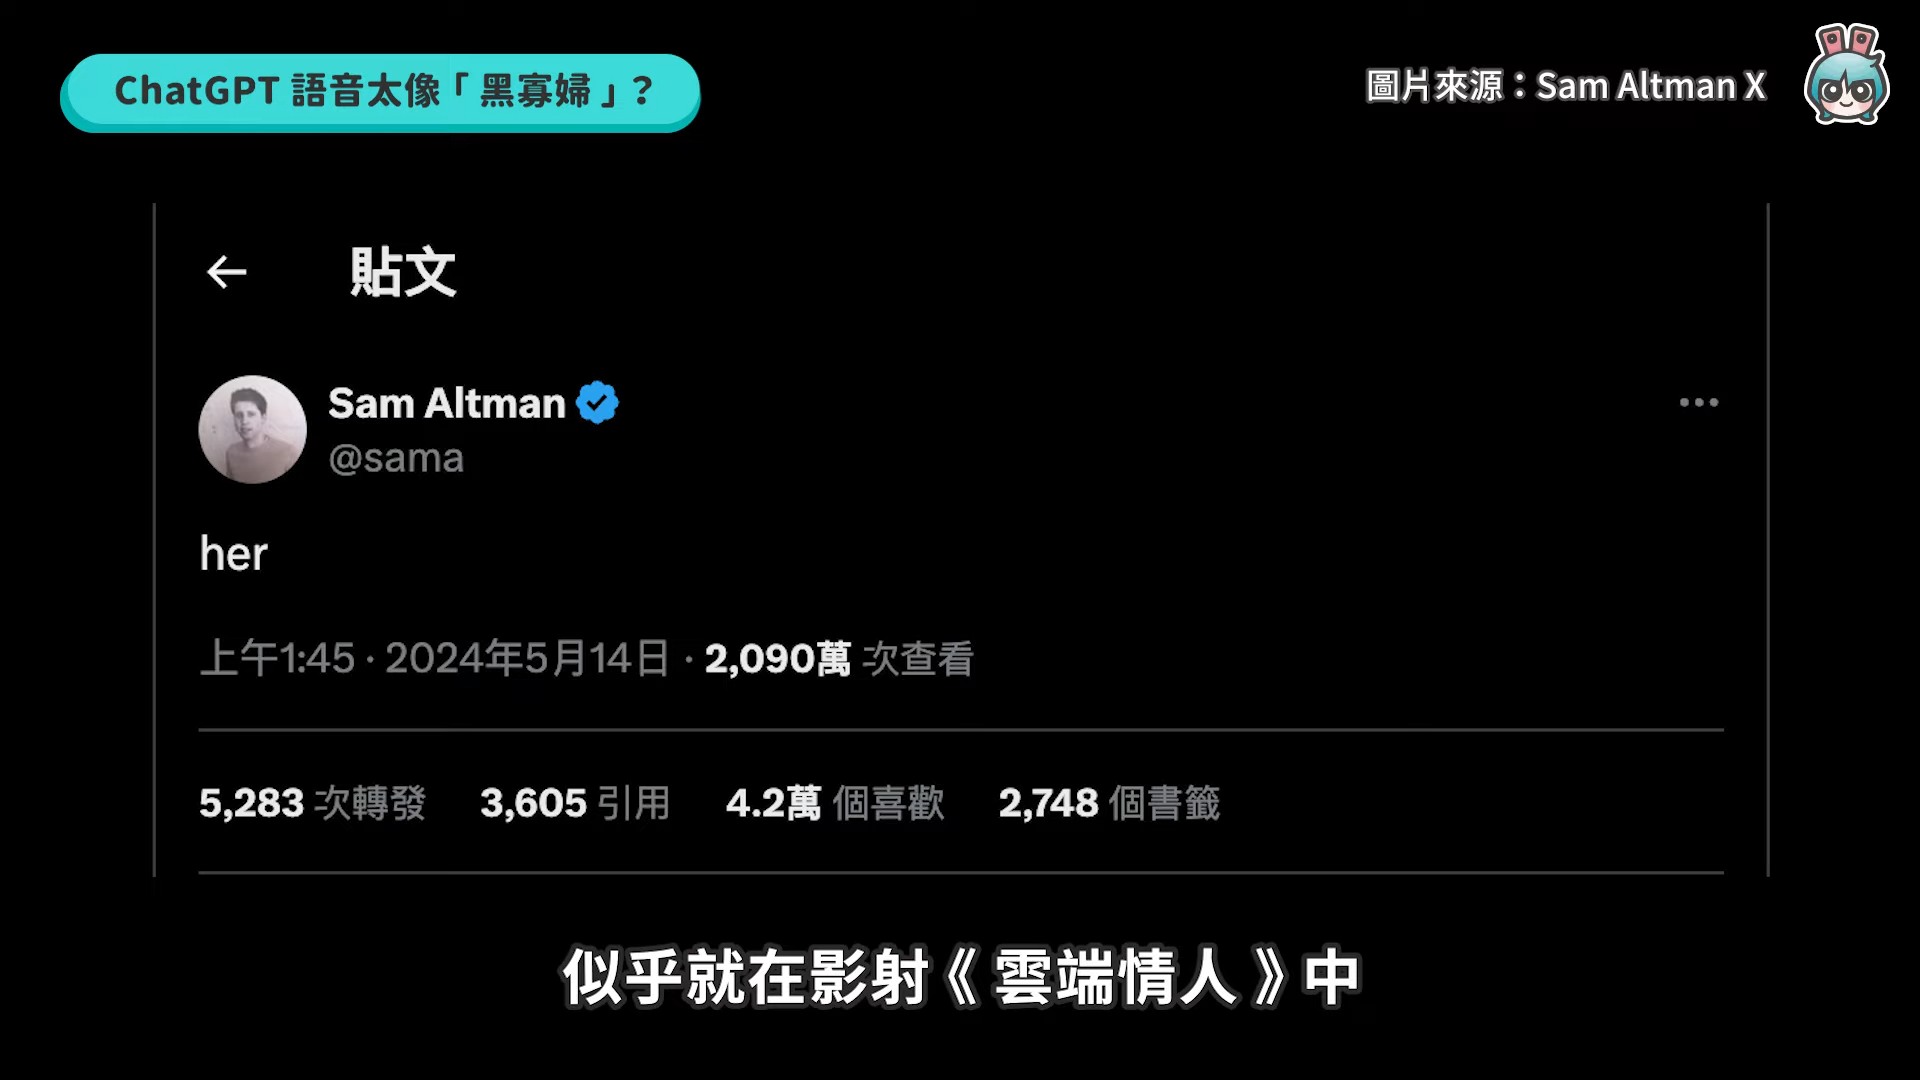 ChatGPT 語音太像「黑寡婦」?
圖片來源:Sam Altman X
貼文
Sam Altman
@sama
her
上午1:45 · 2024年5月14日 · 2,090萬 次查看
5,283 次轉發 3,605 引用 4.2萬 個喜歡 2,748 個書籤
似乎就在影射《雲端情人》中